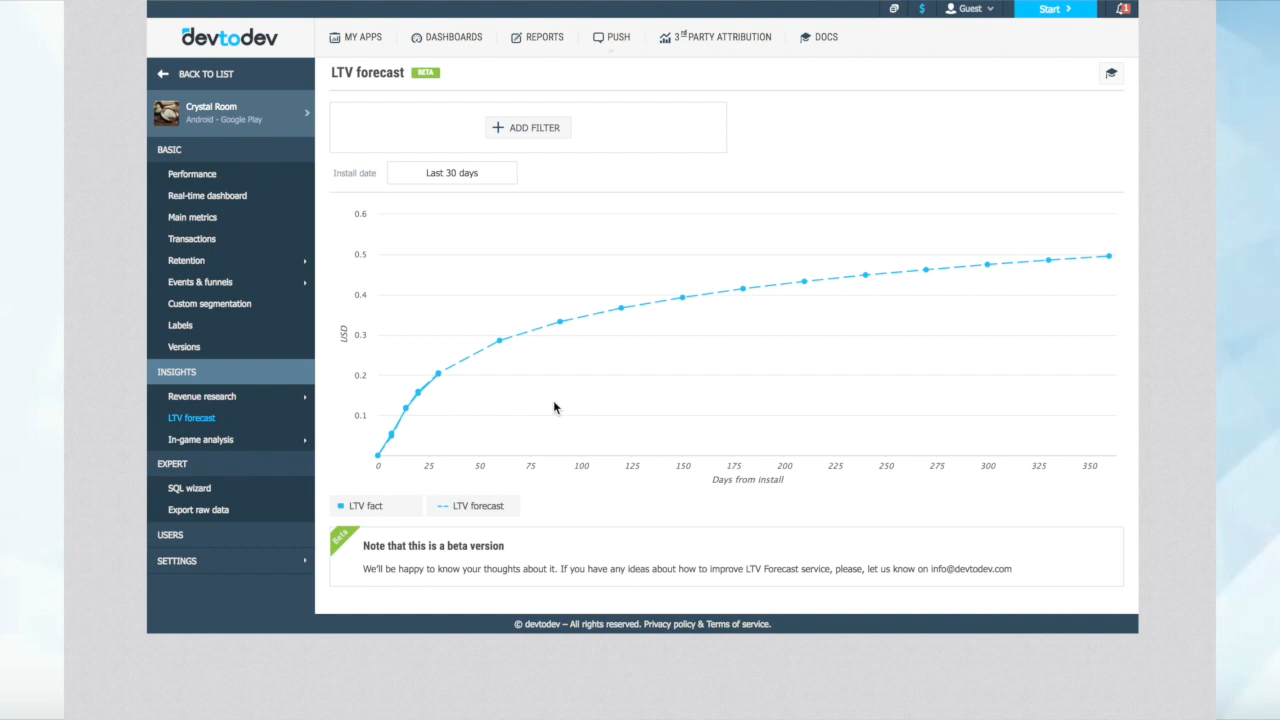 $
Guest
Start
1
devtodev
MY APPS
DASHBOARDS
REPORTS
PUSH
3rd PARTY ATTRIBUTION
DOCS
BACK TO LIST
Crystal Room
Android - Google Play
BASIC
Performance
Real-time dashboard
Main metrics
Transactions
Retention
Events & funnels
Custom segmentation
Labels
Versions
INSIGHTS
Revenue research
LTV forecast
In-game analysis
EXPERT
SQL wizard
Export raw data
USERS
SETTINGS
LTV forecast BETA
+ ADD FILTER
Install date Last 30 days
0.6
0.5
0.4
0.3
0.2
0.1
USD
0 25 50 75 100 125 150 175 200 225 250 275 300 325 350
Days from install
LTV fact LTV forecast
Beta
Note that this is a beta version
We'll be happy to know your thoughts about it. If you have any ideas about how to improve LTV Forecast service, please, let us know on info@devtodev.com
© devtodev – All rights reserved. Privacy policy & Terms of service.